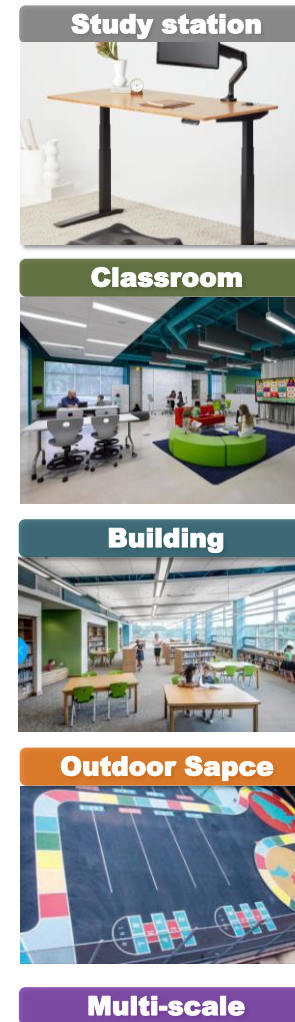 Study station
Classroom
Building
Outdoor Sapce
Multi-scale